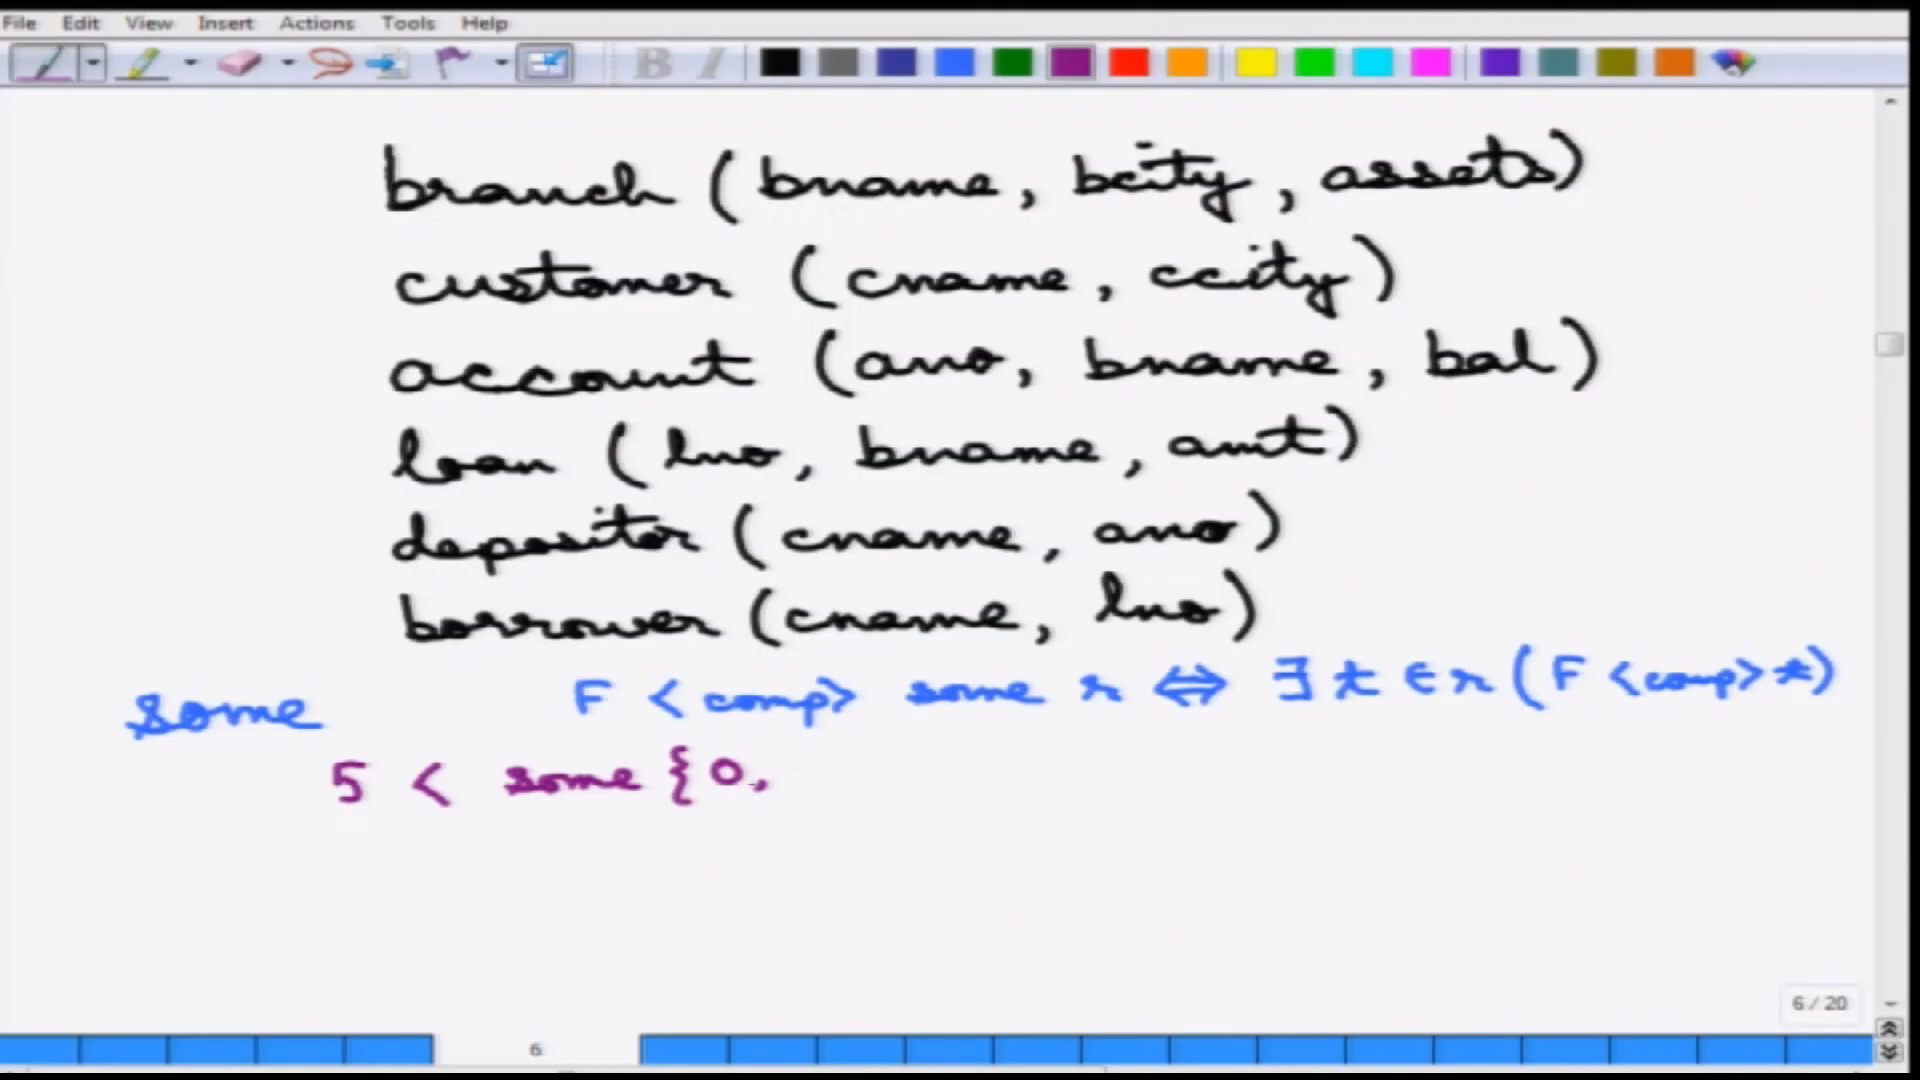 File Edit View Insert Actions Tools Help
B I
branch (bname, bcity, assets)
customer (cname, ccity)
account (ano, bname, bal)
loan (lno, bname, amt)
depositor (cname, ano)
borrower (cname, lno)
some F <comp> some r ⇔ ∃ t ∈ r (F <comp> t)
5 < some {0,
6 / 20
6